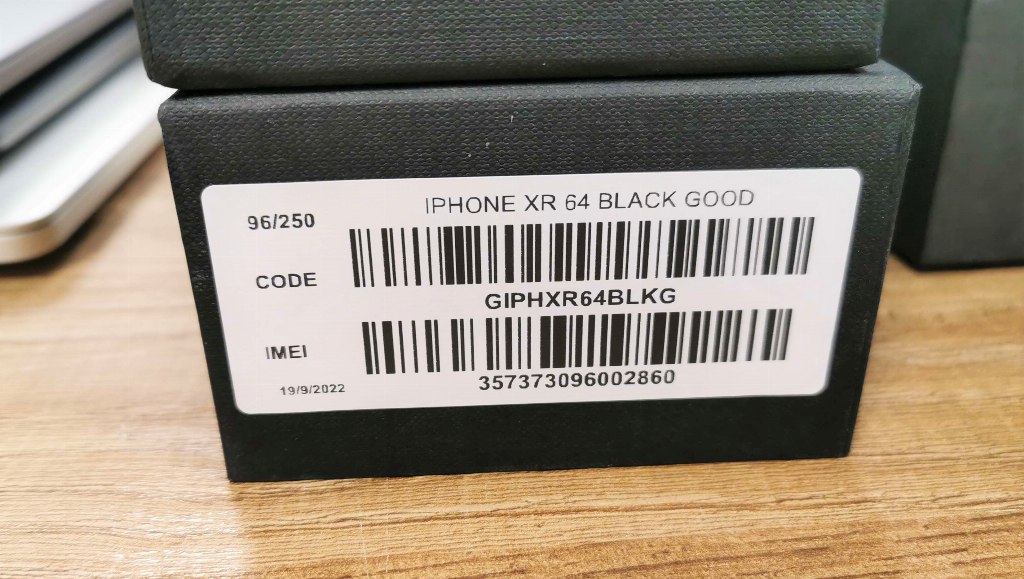 IPHONE XR 64 BLACK GOOD
96/250
CODE
GIPHXR64BLKG
IMEI
357373096002860
19/9/2022